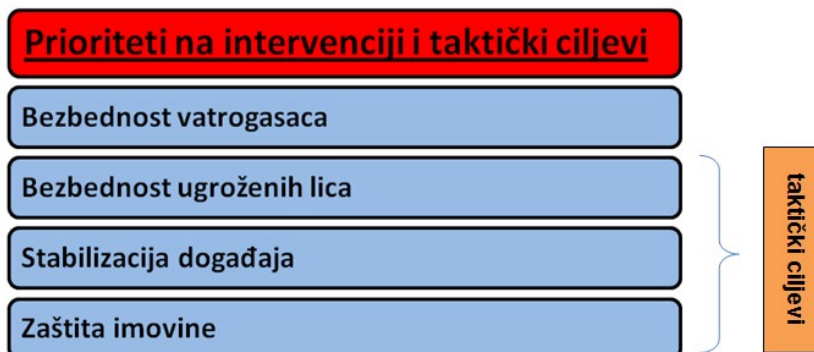 Prioriteti na intervenciji i taktički ciljevi
Bezbednost vatrogasaca
Bezbednost ugroženih lica
Stabilizacija događaja
Zaštita imovine
taktički ciljevi